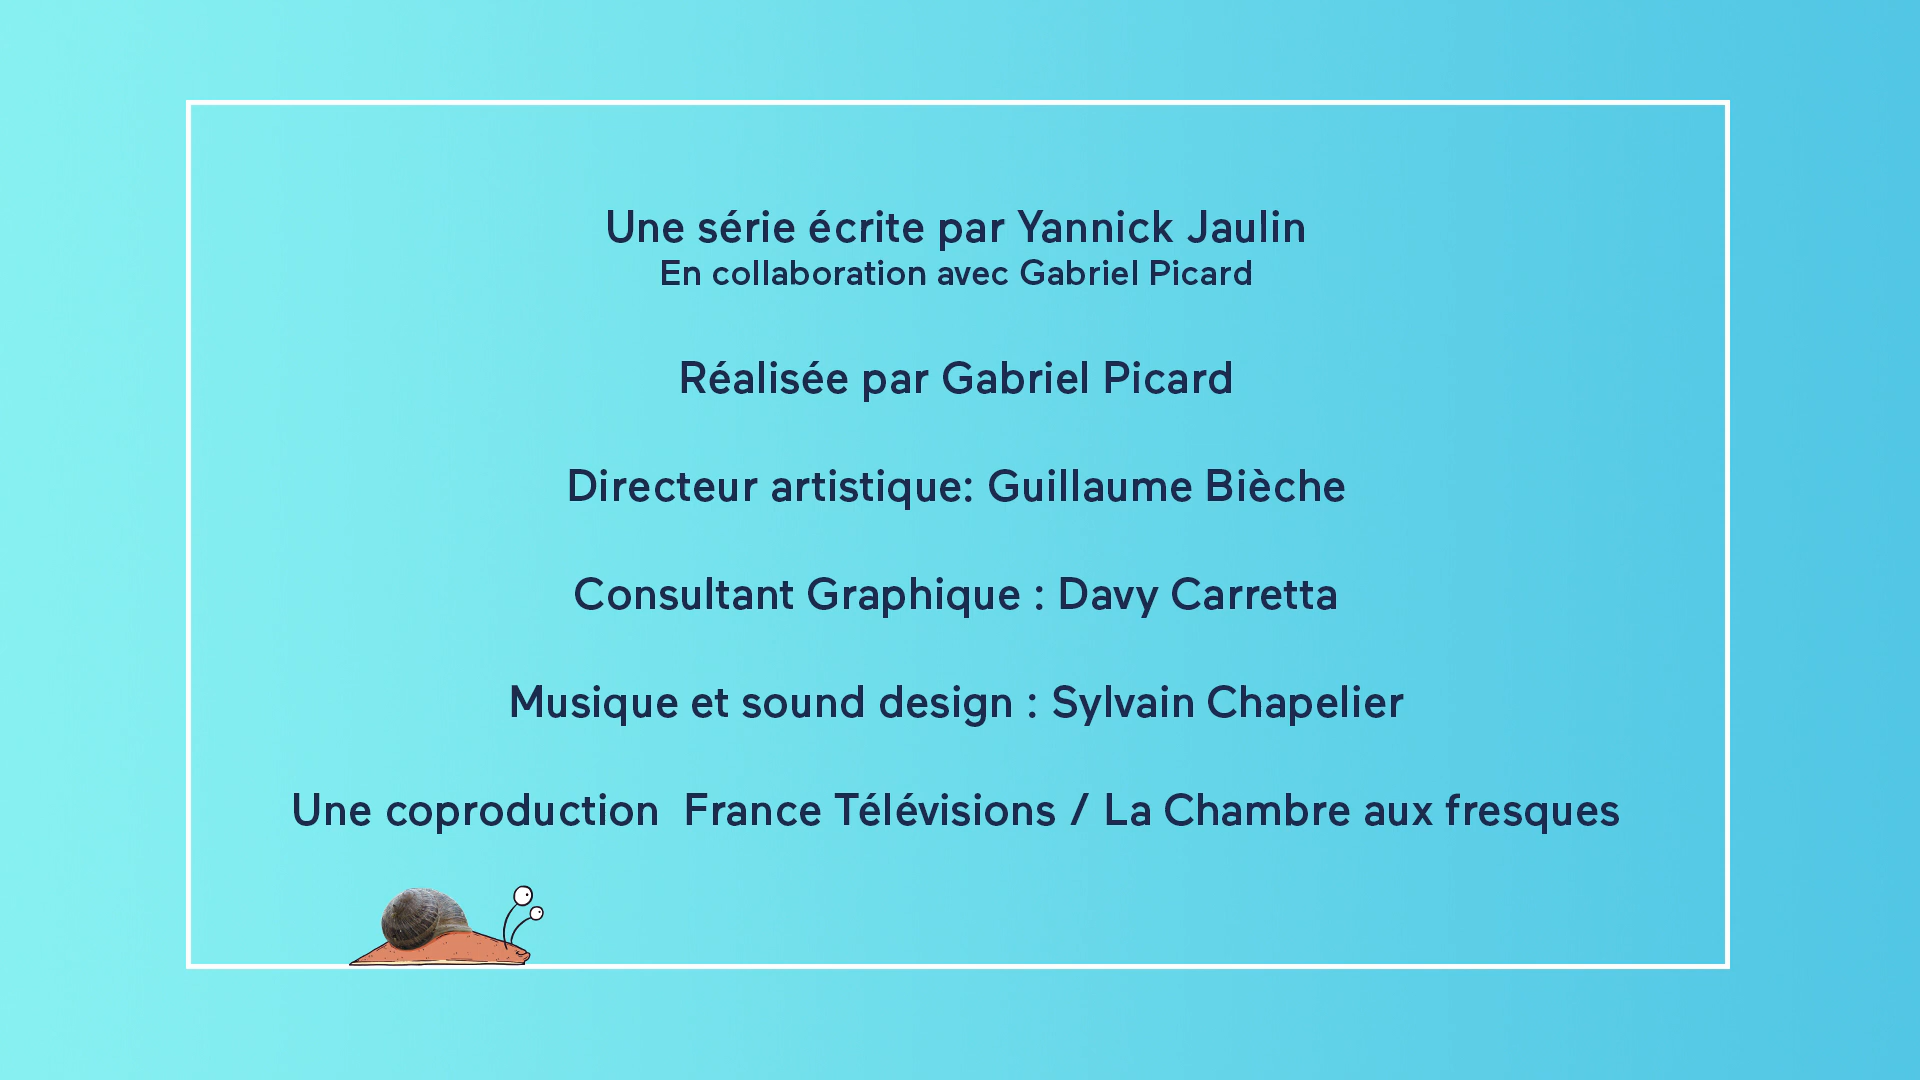 Une série écrite par Yannick Jaulin
En collaboration avec Gabriel Picard
Réalisée par Gabriel Picard
Directeur artistique: Guillaume Bièche
Consultant Graphique : Davy Carretta
Musique et sound design : Sylvain Chapelier
Une coproduction  France Télévisions / La Chambre aux fresques